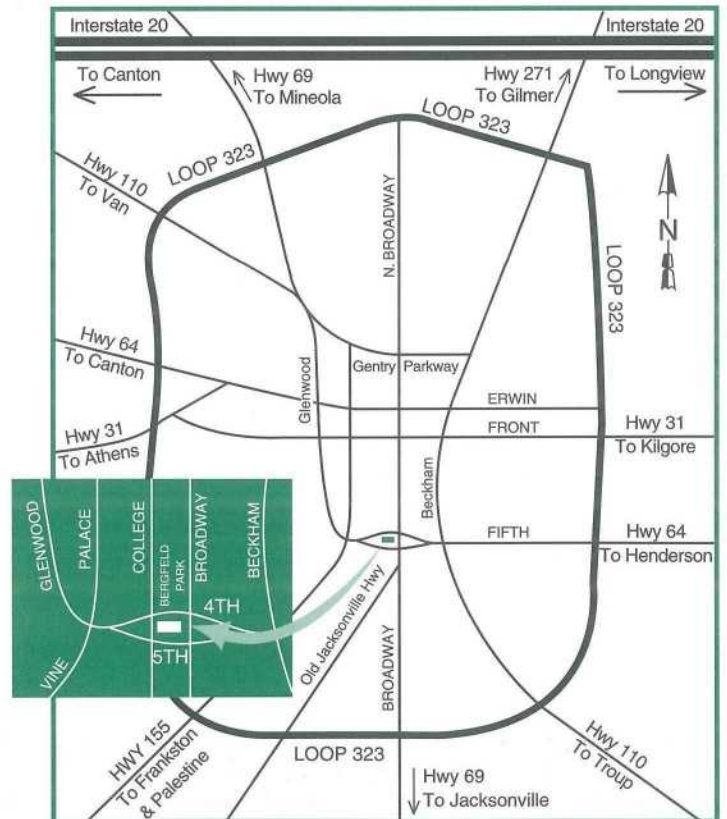 Interstate 20
Interstate 20
To Canton
Hwy 69
To Mineola
Hwy 271
To Gilmer
To Longview
LOOP 323
LOOP 323
Hwy 110
To Van
N. BROADWAY
N
LOOP 323
Hwy 64
To Canton
Glenwood
Gentry
Parkway
ERWIN
FRONT
Hwy 31
To Athens
Hwy 31
To Kilgore
Beckham
FIFTH
Hwy 64
To Henderson
GLENWOOD
PALACE
COLLEGE
BERGFELD
PARK
BROADWAY
BECKHAM
4TH
5TH
VINE
Old Jacksonville Hwy
BROADWAY
HWY 155
To Frankston
& Palestine
LOOP 323
Hwy 69
To Jacksonville
Hwy 110
To Troup